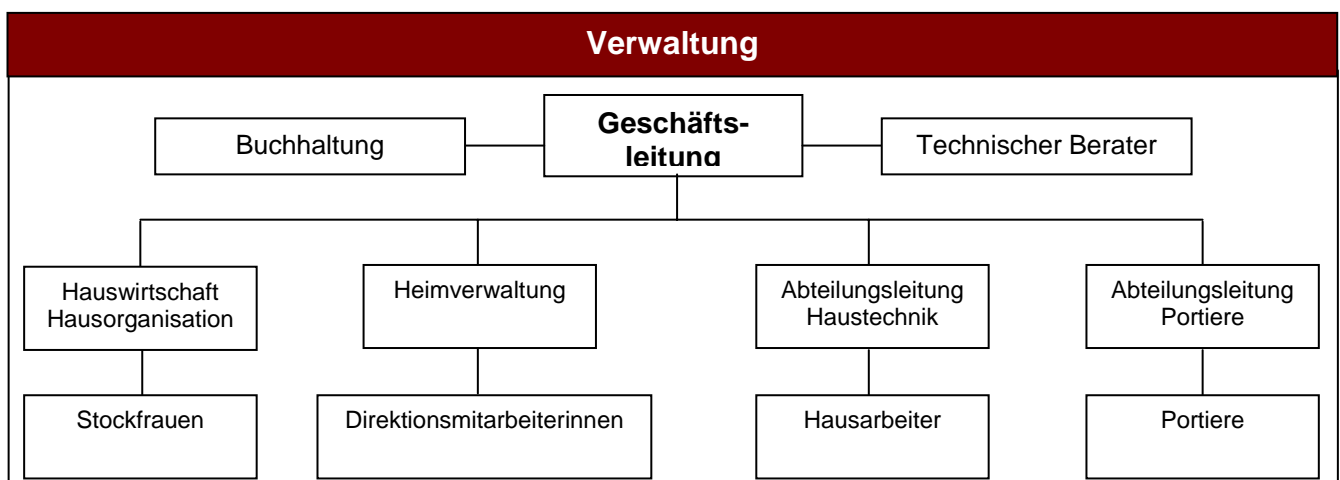 Verwaltung
Buchhaltung
Geschäfts-
leitung
Technischer Berater
Hauswirtschaft
Hausorganisation
Heimverwaltung
Abteilungsleitung
Haustechnik
Abteilungsleitung
Portiere
Stockfrauen
Direktionsmitarbeiterinnen
Hausarbeiter
Portiere